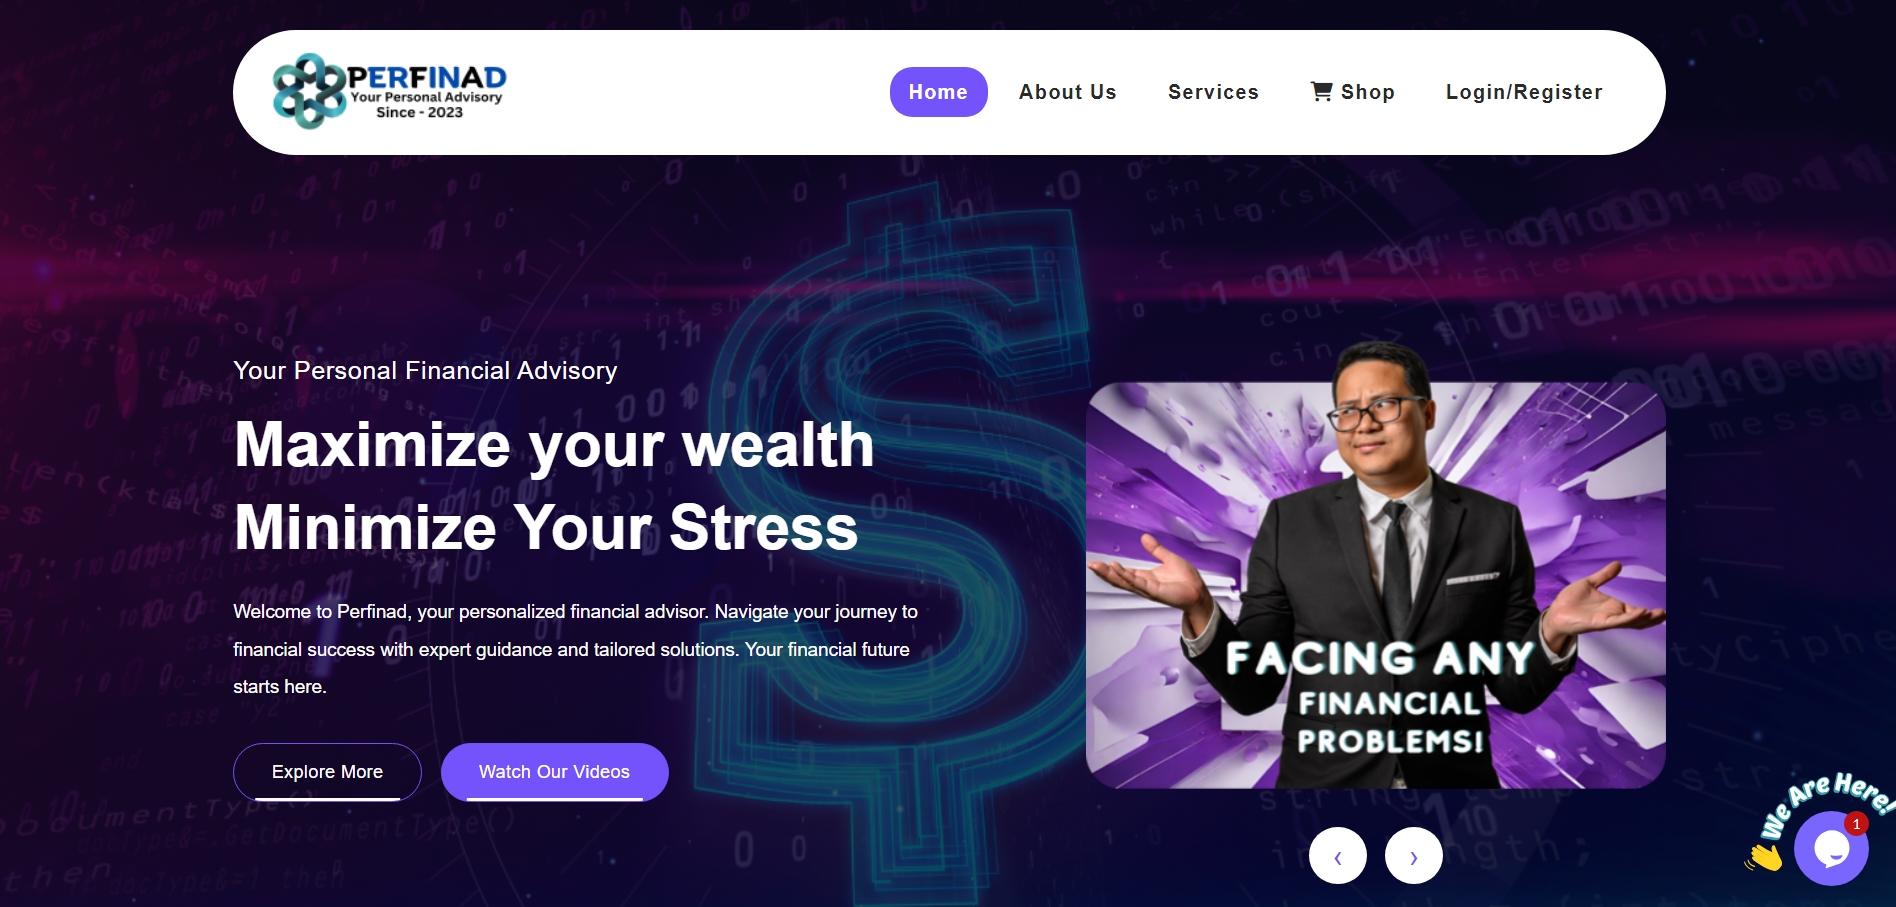 PERFINAD
Your Personal Advisory
Since - 2023
Home
About Us
Services
Shop
Login/Register
Your Personal Financial Advisory
Maximize your wealth
Minimize Your Stress
Welcome to Perfinad, your personalized financial advisor. Navigate your journey to
financial success with expert guidance and tailored solutions. Your financial future
starts here.
Explore More
Watch Our Videos
FACING ANY
FINANCIAL
PROBLEMS!
‹
›
We Are Here!
1